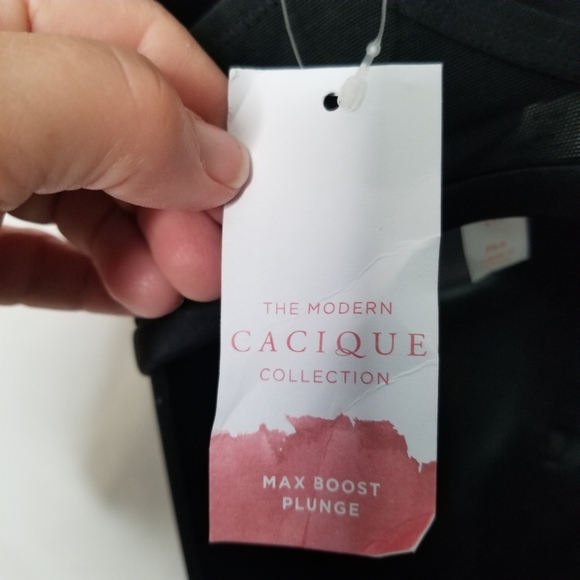 THE MODERN
CACIQUE
COLLECTION
MAX BOOST
PLUNGE